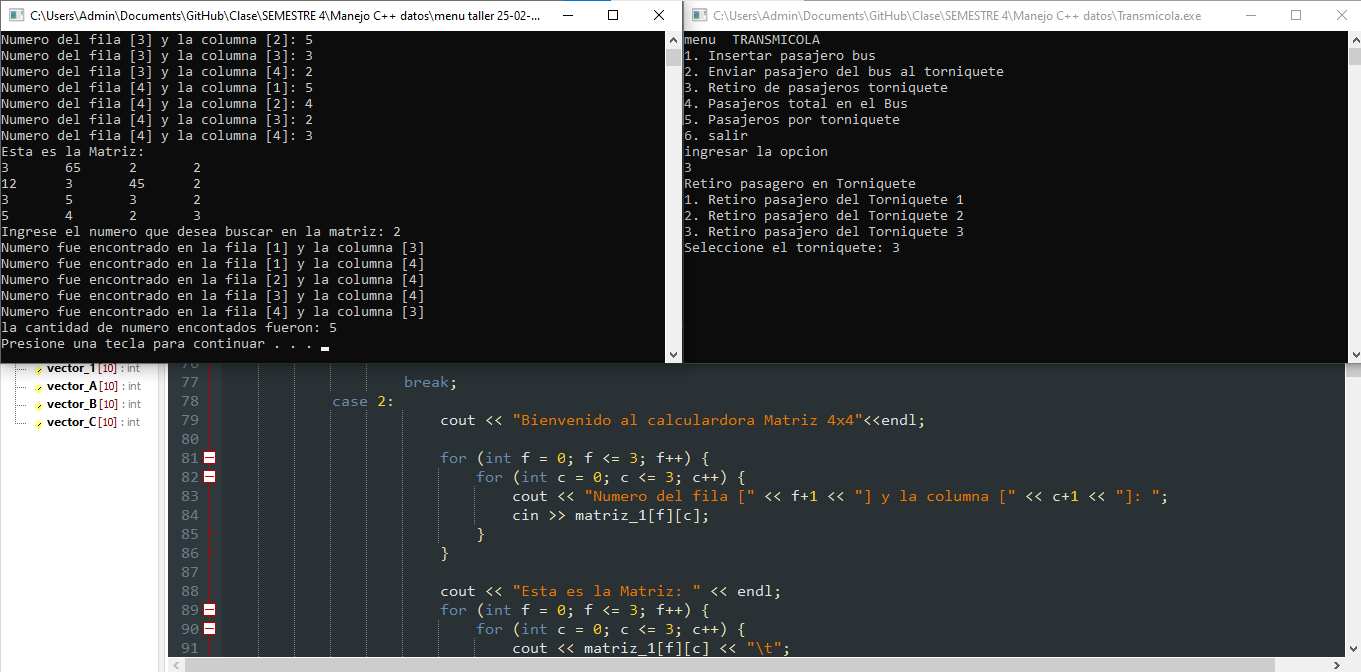 C:\Users\Admin\Documents\GitHub\Clase\SEMESTRE 4\Manejo C++ datos\menu taller 25-02-...
Numero del fila [3] y la columna [2]: 5
Numero del fila [3] y la columna [3]: 3
Numero del fila [3] y la columna [4]: 2
Numero del fila [4] y la columna [1]: 5
Numero del fila [4] y la columna [2]: 4
Numero del fila [4] y la columna [3]: 2
Numero del fila [4] y la columna [4]: 3
Esta es la Matriz:
3 65 2 2
12 3 45 2
3 5 3 2
5 4 2 3
Ingrese el numero que desea buscar en la matriz: 2
Numero fue encontrado en la fila [1] y la columna [3]
Numero fue encontrado en la fila [1] y la columna [4]
Numero fue encontrado en la fila [2] y la columna [4]
Numero fue encontrado en la fila [3] y la columna [4]
Numero fue encontrado en la fila [4] y la columna [3]
la cantidad de numero encontados fueron: 5
Presione una tecla para continuar . . .
C:\Users\Admin\Documents\GitHub\Clase\SEMESTRE 4\Manejo C++ datos\Transmicola.exe
menu  TRANSMICOLA
1. Insertar pasajero bus
2. Enviar pasajero del bus al torniquete
3. Retiro de pasajeros torniquete
4. Pasajeros total en el Bus
5. Pasajeros por torniquete
6. salir
ingresar la opcion
3
Retiro pasagero en Torniquete
1. Retiro pasajero del Torniquete 1
2. Retiro pasajero del Torniquete 2
3. Retiro pasajero del Torniquete 3
Seleccione el torniquete: 3
vector_1 [10] : int
vector_A [10] : int
vector_B [10] : int
vector_C [10] : int
76
77 break;
78 case 2:
79 cout << "Bienvenido al calculardora Matriz 4x4"<<endl;
80
81 for (int f = 0; f <= 3; f++) {
82 for (int c = 0; c <= 3; c++) {
83 cout << "Numero del fila [" << f+1 << "] y la columna [" << c+1 << "]: ";
84 cin >> matriz_1[f][c];
85 }
86 }
87
88 cout << "Esta es la Matriz: " << endl;
89 for (int f = 0; f <= 3; f++) {
90 for (int c = 0; c <= 3; c++) {
91 cout << matriz_1[f][c] << "\t";